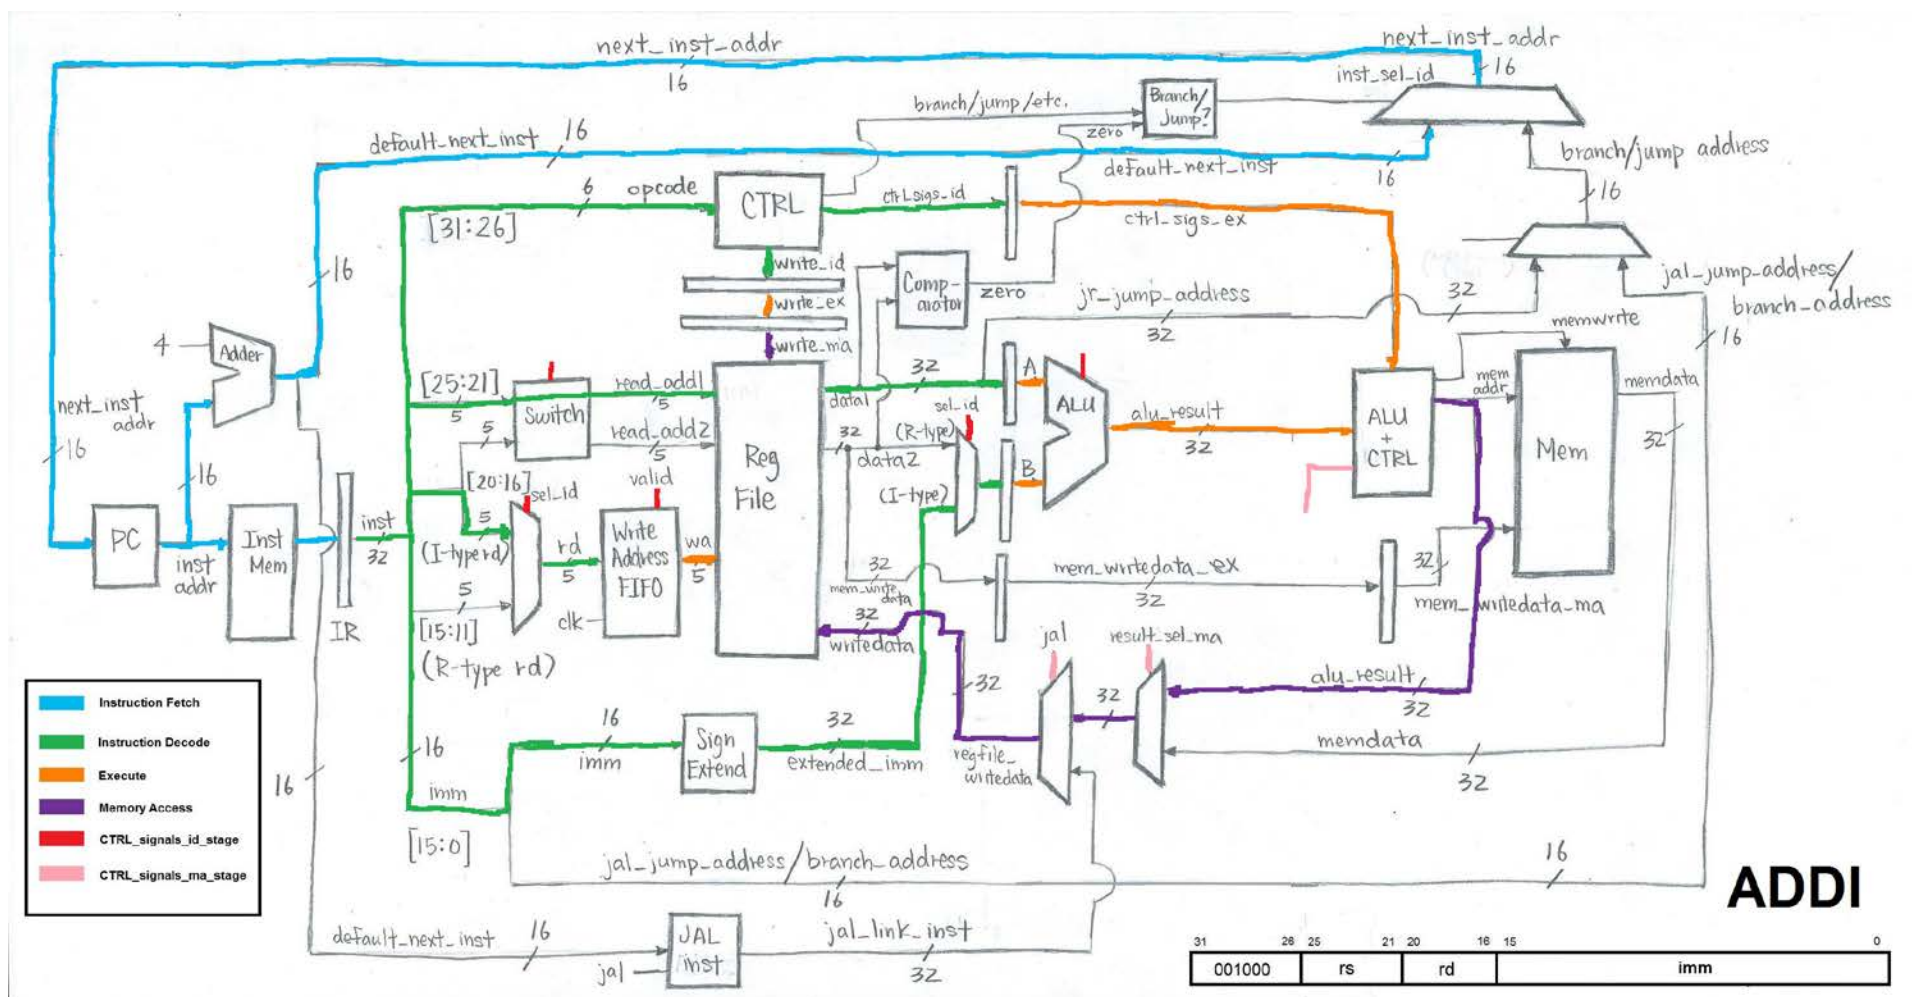 next_inst_addr
16
next_inst_addr
16
inst_sel_id
branch/jump/etc.
Branch/
Jump?
zero
default_next_inst
16
default_next_inst
16
branch/jump address
16
6
opcode
[31:26]
CTRL
ctrlsigs_id
ctrl_sigs_ex
write_id
write_ex
write_ma
Comp-
arator
zero
jr_jump_address
32
32
jal_jump_address/
branch_address
16
16
4
Adder
next_inst
addr
16
16
[25:21]
5
Switch
read_add1
5
5
read_add2
5
[20:16]
sel_id
valid
5
(I-type rd)
5
[15:11]
(R-type rd)
rd
5
Write
Address
FIFO
clk
wa
5
Reg
File
data1
32
32
data2
sel_id
(R-type)
(I-type)
A
B
ALU
alu_result
32
ALU
+
CTRL
memwrite
mem
addr
Mem
memdata
32
PC
inst
addr
Inst
Mem
IR
inst
32
32
mem_write
data
mem_writedata_ex
32
32
mem_writedata_ma
32
writedata
32
jal
result_sel_ma
32
alu_result
32
memdata
32
regfile_
writedata
16
imm
[15:0]
16
imm
Sign
Extend
32
extended_imm
16
jal_jump_address/branch_address
16
16
default_next_inst
16
jal
JAL
inst
jal_link_inst
32
Instruction Fetch
Instruction Decode
Execute
Memory Access
CTRL_signals_id_stage
CTRL_signals_ma_stage
ADDI
31 26 25 21 20 16 15 0
001000 rs rd imm